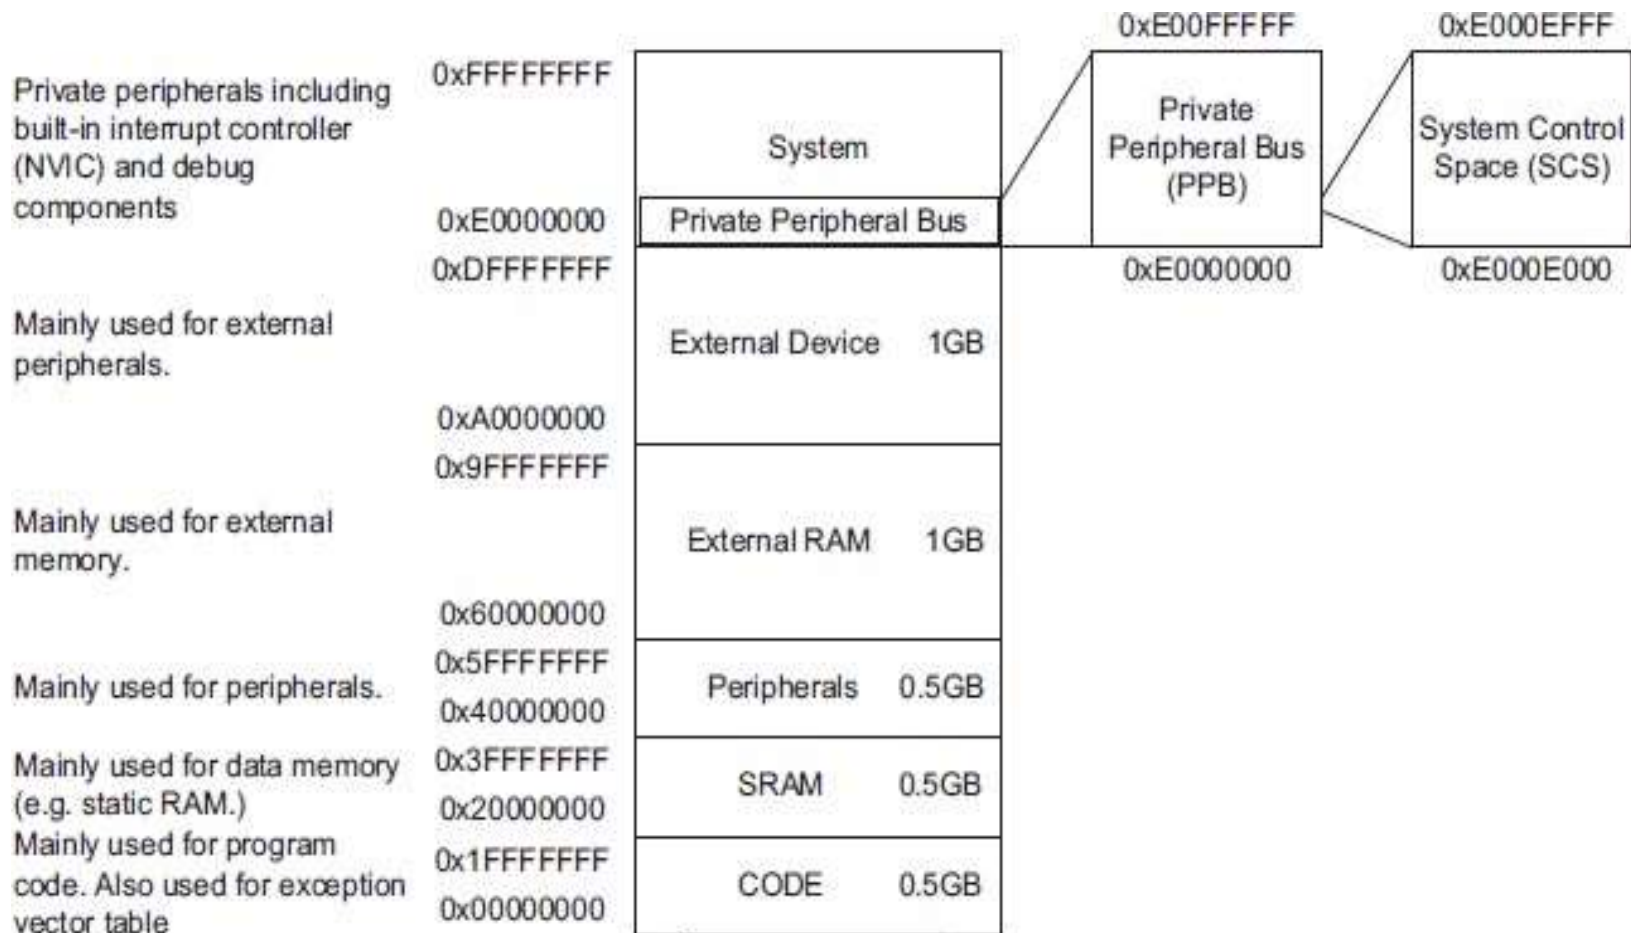 0xE00FFFFF
0xE000EFFF
Private peripherals including
built-in interrupt controller
(NVIC) and debug
components
0xFFFFFFFF
System
Private
Peripheral Bus
(PPB)
System Control
Space (SCS)
0xE0000000
Private Peripheral Bus
0xDFFFFFFF
0xE0000000
0xE000E000
Mainly used for external
peripherals.
External Device 1GB
0xA0000000
0x9FFFFFFF
Mainly used for external
memory.
External RAM 1GB
0x60000000
0x5FFFFFFF
Mainly used for peripherals.
Peripherals 0.5GB
0x40000000
0x3FFFFFFF
Mainly used for data memory
(e.g. static RAM.)
SRAM 0.5GB
0x20000000
Mainly used for program
code. Also used for exception
vector table
0x1FFFFFFF
CODE 0.5GB
0x00000000